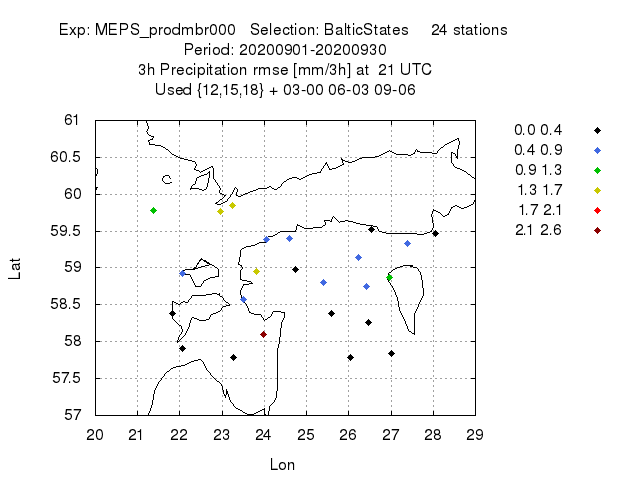 Exp: MEPS_prodmbr000 Selection: BalticStates 24 stations
Period: 20200901-20200930
3h Precipitation rmse [mm/3h] at 21 UTC
Used {12,15,18} + 03-00 06-03 09-06
61
60.5
60
59.5
59
58.5
58
57.5
57
Lat
20 21 22 23 24 25 26 27 28 29
Lon
0.0 0.4
0.4 0.9
0.9 1.3
1.3 1.7
1.7 2.1
2.1 2.6